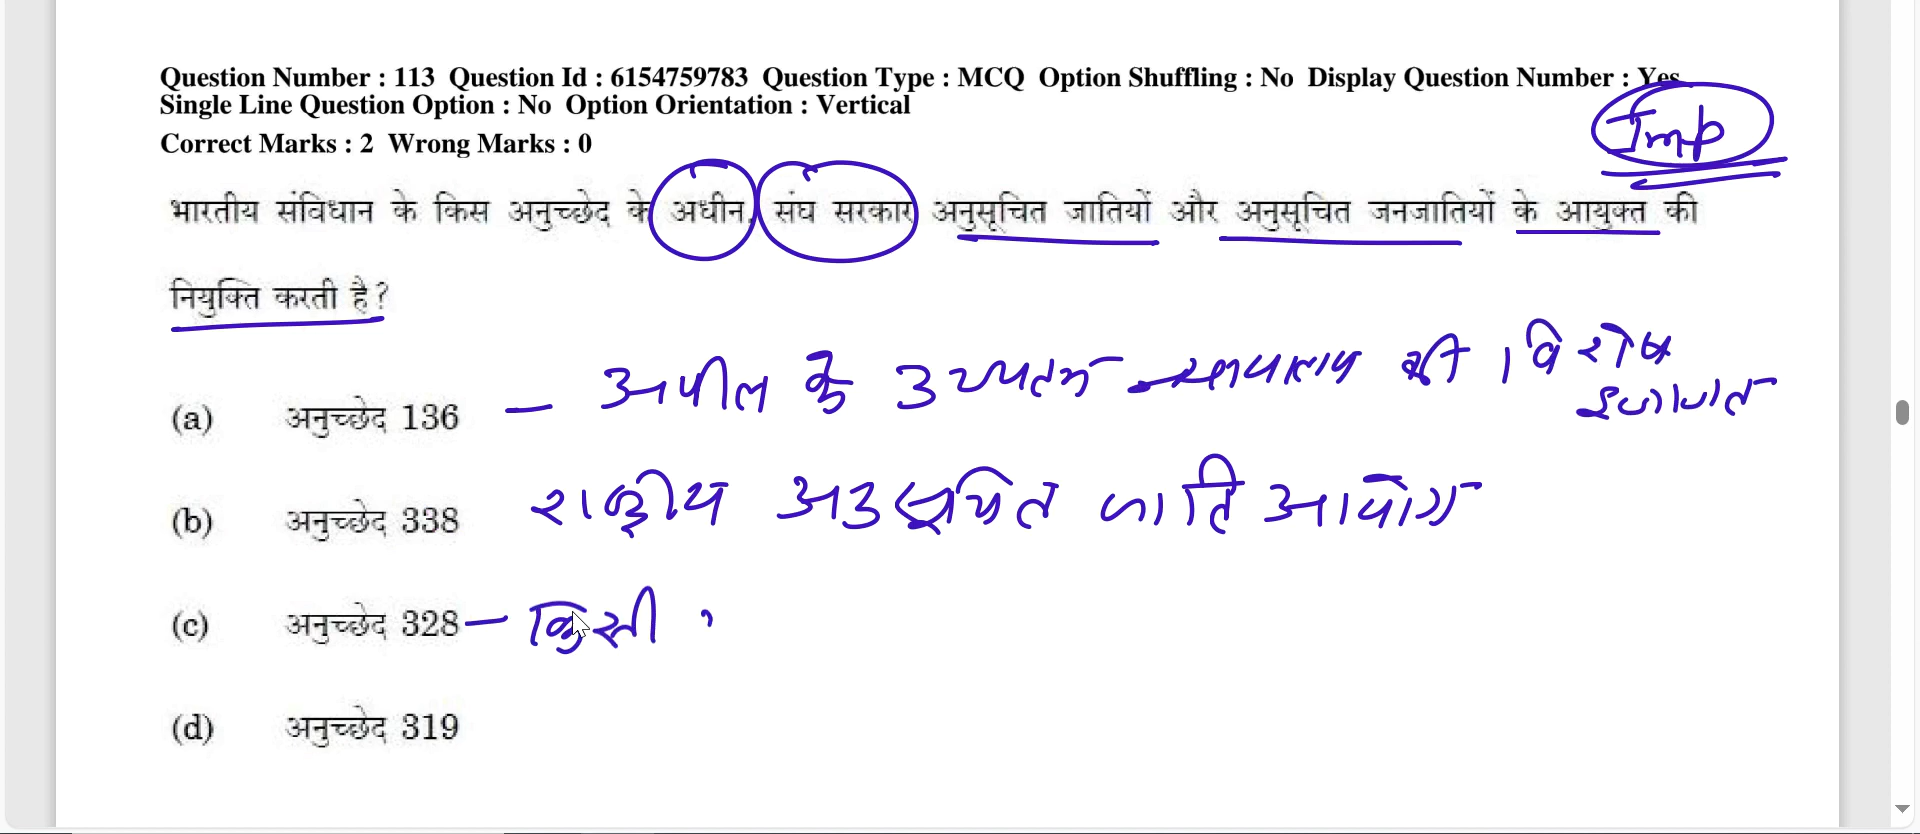 Question Number : 113 Question Id : 6154759783 Question Type : MCQ Option Shuffling : No Display Question Number : Yes
Single Line Question Option : No Option Orientation : Vertical
Correct Marks : 2 Wrong Marks : 0
Imp
भारतीय संविधान के किस अनुच्छेद के अधीन, संघ सरकार अनुसूचित जातियों और अनुसूचित जनजातियों के आयुक्त की
नियुक्ति करती है?
(a) अनुच्छेद 136 — अपील के उच्चतम न्यायालय की विशेष
इजाजत
(b) अनुच्छेद 338 राष्ट्रीय अनुसूचित जाति आयोग
(c) अनुच्छेद 328 — किसी
(d) अनुच्छेद 319